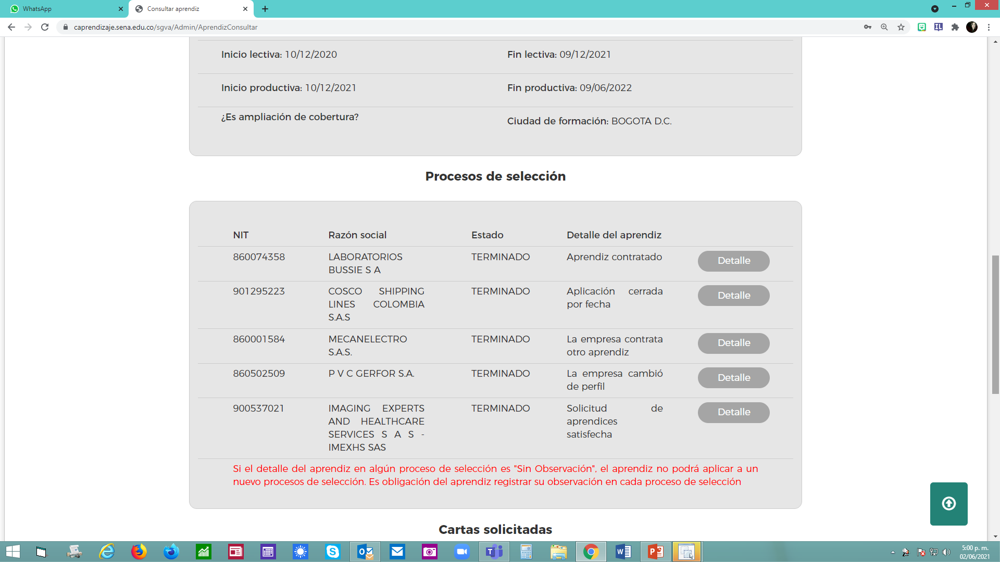 WhatsApp
Consultar aprendiz
caprendizaje.sena.edu.co/sgva/Admin/AprendizConsultar
Inicio lectiva: 10/12/2020
Fin lectiva: 09/12/2021
Inicio productiva: 10/12/2021
Fin productiva: 09/06/2022
¿Es ampliación de cobertura?
Ciudad de formación: BOGOTA D.C.
Procesos de selección
NIT Razón social Estado Detalle del aprendiz
860074358 LABORATORIOS TERMINADO Aprendiz contratado Detalle
BUSSIE S A
901295223 COSCO SHIPPING TERMINADO Aplicación cerrada Detalle
LINES COLOMBIA por fecha
S.A.S
860001584 MECANELECTRO TERMINADO La empresa contrata Detalle
S.A.S. otro aprendiz
860502509 P V C GERFOR S.A. TERMINADO La empresa cambió Detalle
de perfil
900537021 IMAGING EXPERTS TERMINADO Solicitud de Detalle
AND HEALTHCARE aprendices
SERVICES S A S - satisfecha
IMEXHS SAS
Si el detalle del aprendiz en algún proceso de selección es "Sin Observación", el aprendiz no podrá aplicar a un
nuevo procesos de selección. Es obligación del aprendiz registrar su observación en cada proceso de selección
Cartas solicitadas
5:00 p. m.
02/06/2021